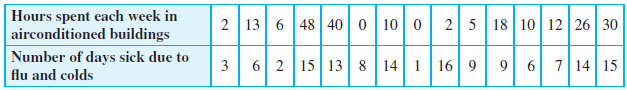 Hours spent each week in
airconditioned buildings 2 13 6 48 40 0 10 0 2 5 18 10 12 26 30
Number of days sick due to
flu and colds 3 6 2 15 13 8 14 1 16 9 9 6 7 14 15